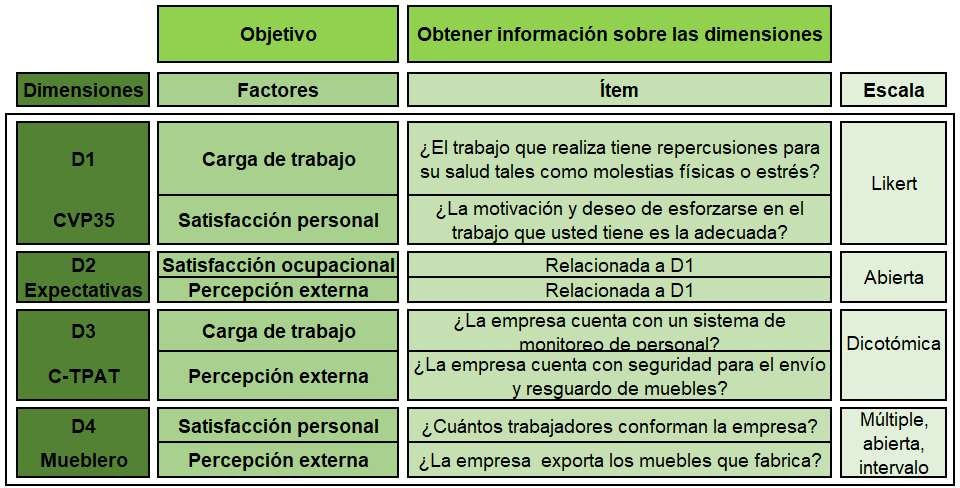 Objetivo
Obtener información sobre las dimensiones
Dimensiones
Factores
Ítem
Escala
D1
CVP35
Carga de trabajo
¿El trabajo que realiza tiene repercusiones para
su salud tales como molestias físicas o estrés?
Satisfacción personal
¿La motivación y deseo de esforzarse en el
trabajo que usted tiene es la adecuada?
Likert
D2
Expectativas
Satisfacción ocupacional
Relacionada a D1
Percepción externa
Relacionada a D1
Abierta
D3
C-TPAT
Carga de trabajo
¿La empresa cuenta con un sistema de
monitoreo de personal?
Percepción externa
¿La empresa cuenta con seguridad para el envío
y resguardo de muebles?
Dicotómica
D4
Mueblero
Satisfacción personal
¿Cuántos trabajadores conforman la empresa?
Percepción externa
¿La empresa  exporta los muebles que fabrica?
Múltiple,
abierta,
intervalo